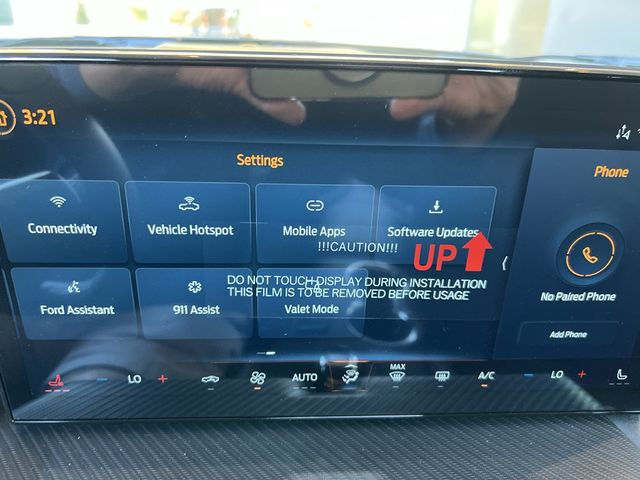 3:21
Settings
Phone
Connectivity
Vehicle Hotspot
Mobile Apps
Software Updates
!!!CAUTION!!!
UP
DO NOT TOUCH DISPLAY DURING INSTALLATION
THIS FILM IS TO BE REMOVED BEFORE USAGE
Ford Assistant
911 Assist
Valet Mode
No Paired Phone
Add Phone
LO
AUTO
MAX
A/C
LO